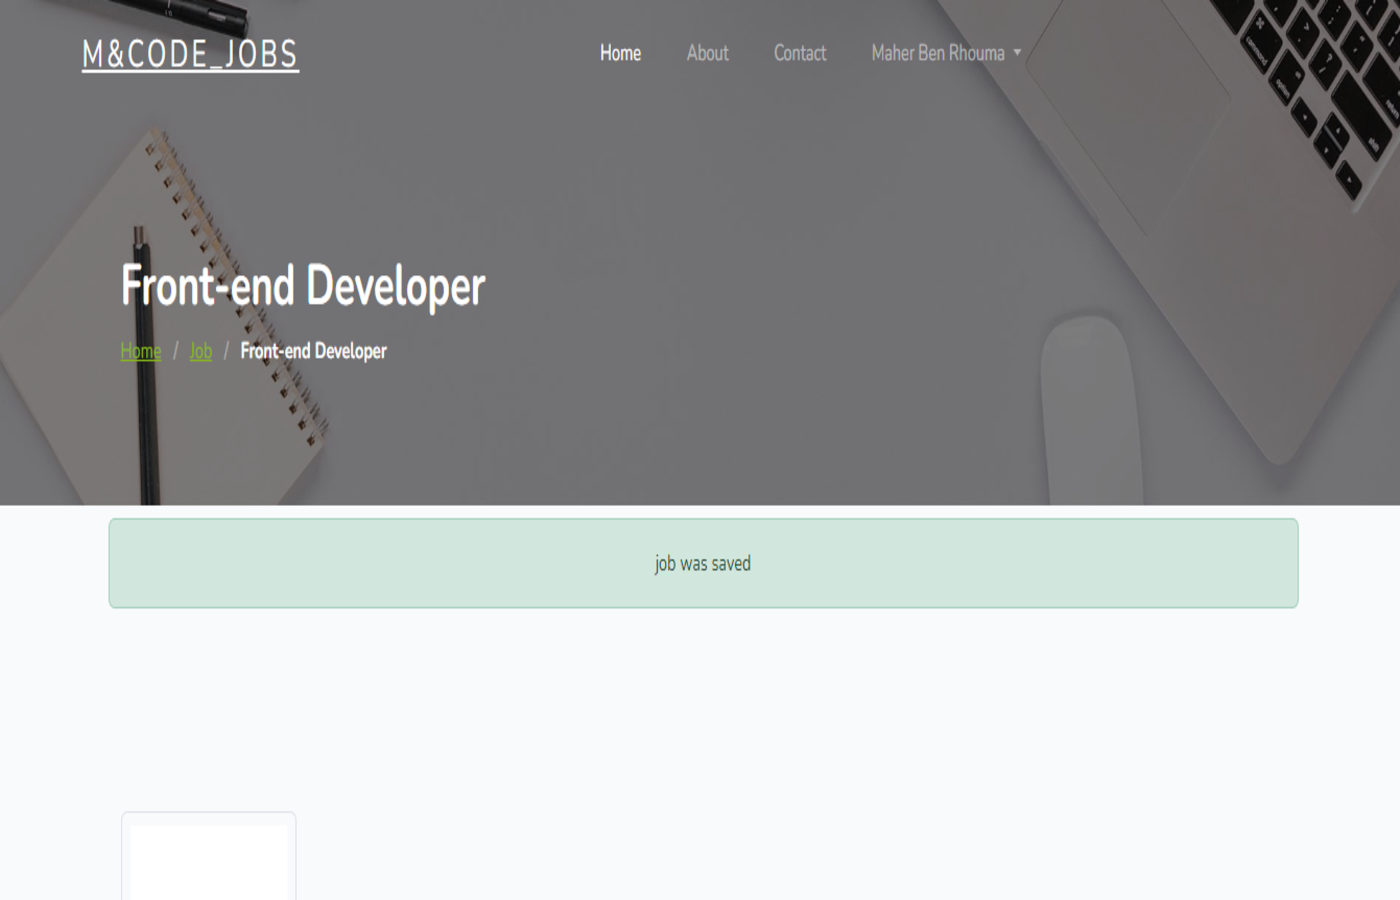 M&CODE_JOBS
Home About Contact Maher Ben Rhouma
Front-end Developer
Home / Job / Front-end Developer
job was saved